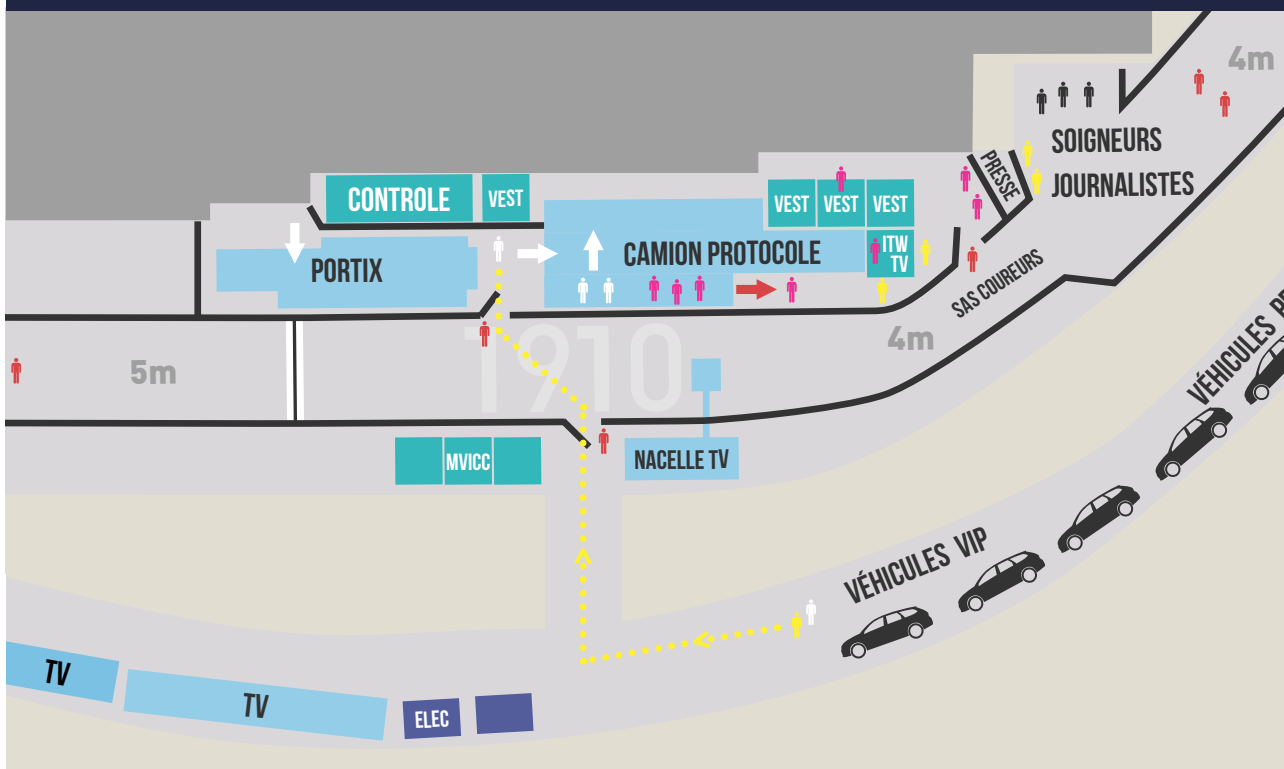 4m
SOIGNEURS
PRESSE
JOURNALISTES
CONTROLE
VEST
VEST
VEST
VEST
CAMION PROTOCOLE
ITW
TV
PORTIX
SAS COUREURS
1910
4m
5m
VÉHICULES
MVICC
NACELLE TV
VÉHICULES VIP
TV
TV
ELEC